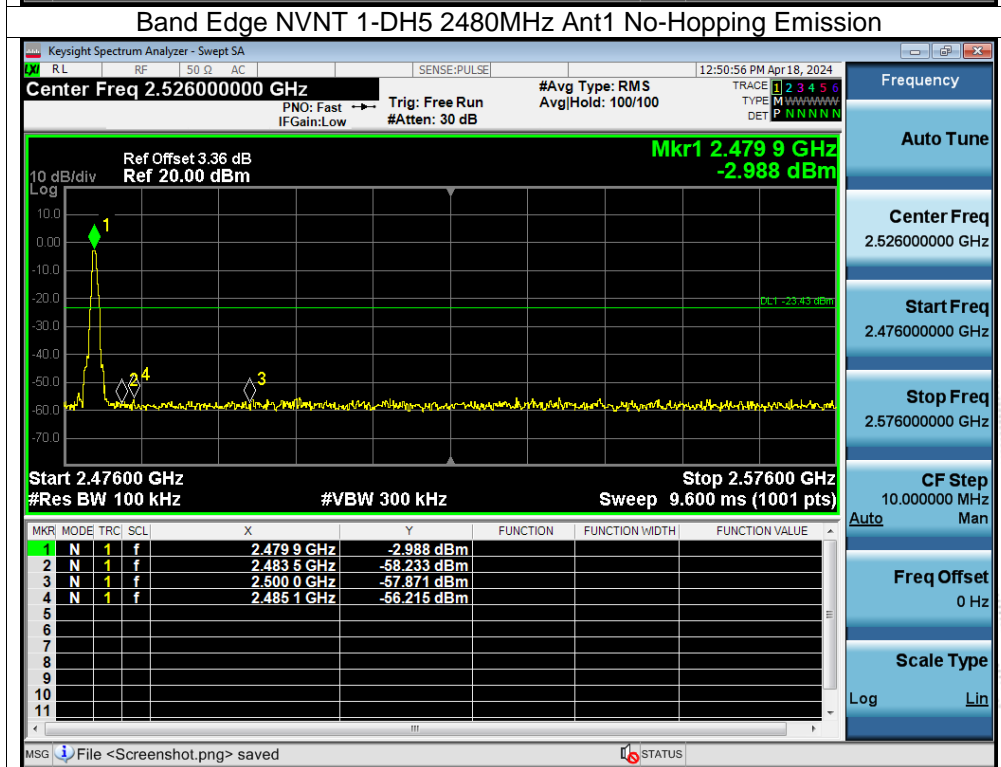 Band Edge NVNT 1-DH5 2480MHz Ant1 No-Hopping Emission
Keysight Spectrum Analyzer - Swept SA
LXI RL RF 50 Ω AC SENSE:PULSE 12:50:56 PM Apr 18, 2024
Center Freq 2.526000000 GHz #Avg Type: RMS TRACE 1 2 3 4 5 6
PNO: Fast Trig: Free Run Avg|Hold: 100/100 TYPE M W W W W W
IFGain:Low #Atten: 30 dB DET P N N N N N
Ref Offset 3.36 dB Mkr1 2.479 9 GHz
10 dB/div Ref 20.00 dBm -2.988 dBm
Log
10.0
1
0.00
-10.0
-20.0
DL1 -23.43 dBm
-30.0
-40.0
-50.0
2 4 3
-60.0
-70.0
Start 2.47600 GHz Stop 2.57600 GHz
#Res BW 100 kHz #VBW 300 kHz Sweep 9.600 ms (1001 pts)
MKR MODE TRC SCL X Y FUNCTION FUNCTION WIDTH FUNCTION VALUE
1 N 1 f 2.479 9 GHz -2.988 dBm
2 N 1 f 2.483 5 GHz -58.233 dBm
3 N 1 f 2.500 0 GHz -57.871 dBm
4 N 1 f 2.485 1 GHz -56.215 dBm
5
6
7
8
9
10
11
MSG File <Screenshot.png> saved STATUS
Frequency
Auto Tune
Center Freq
2.526000000 GHz
Start Freq
2.476000000 GHz
Stop Freq
2.576000000 GHz
CF Step
10.000000 MHz
Auto Man
Freq Offset
0 Hz
Scale Type
Log Lin